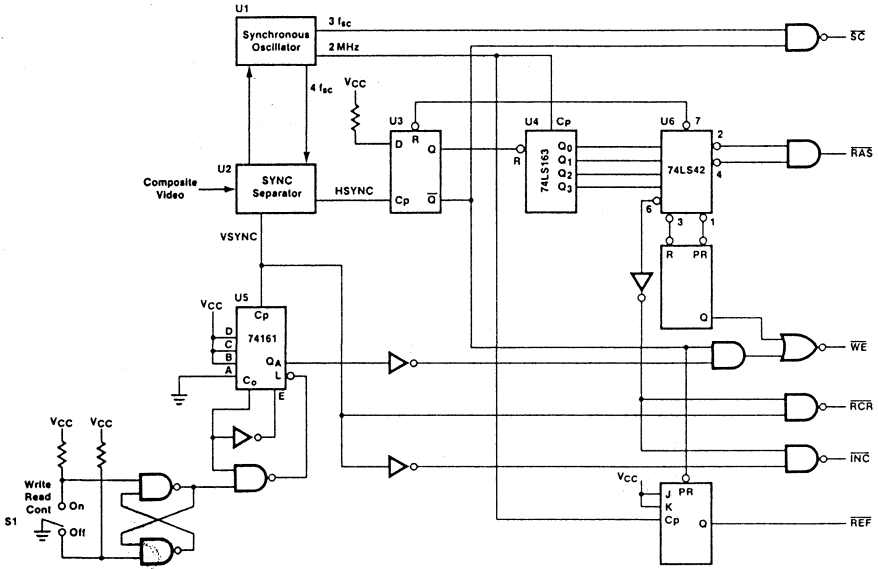 U1
3 fSC
Synchronous
Oscillator
2 MHz
SC
4 fSC
VCC
U3
R
D
Q
Cp
Q
U4
Cp
R
74LS163
Q0
Q1
Q2
Q3
U6
7
2
4
74LS42
6
3
1
RAS
U2
SYNC
Separator
Composite
Video
HSYNC
VSYNC
R
PR
Q
U5
VCC
Cp
D
C
B
A
74161
QA
L
Co
E
WE
RCR
INC
VCC
VCC
Write
Read
Cont
On
Off
S1
VCC
PR
J
K
Cp
Q
REF